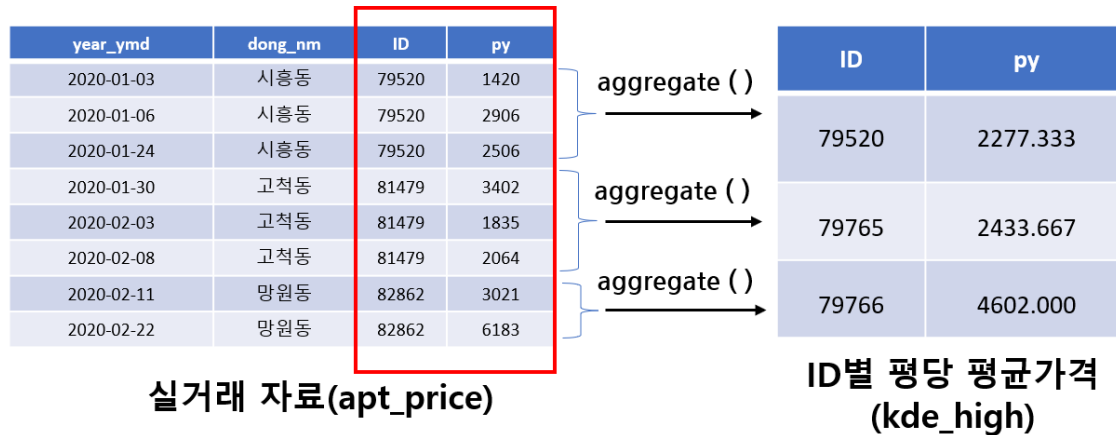 year_ymd dong_nm ID py
2020-01-03 시흥동 79520 1420
2020-01-06 시흥동 79520 2906
2020-01-24 시흥동 79520 2506
2020-01-30 고척동 81479 3402
2020-02-03 고척동 81479 1835
2020-02-08 고척동 81479 2064
2020-02-11 망원동 82862 3021
2020-02-22 망원동 82862 6183
실거래 자료(apt_price)
aggregate ( )
aggregate ( )
aggregate ( )
ID py
79520 2277.333
79765 2433.667
79766 4602.000
ID별 평당 평균가격
(kde_high)